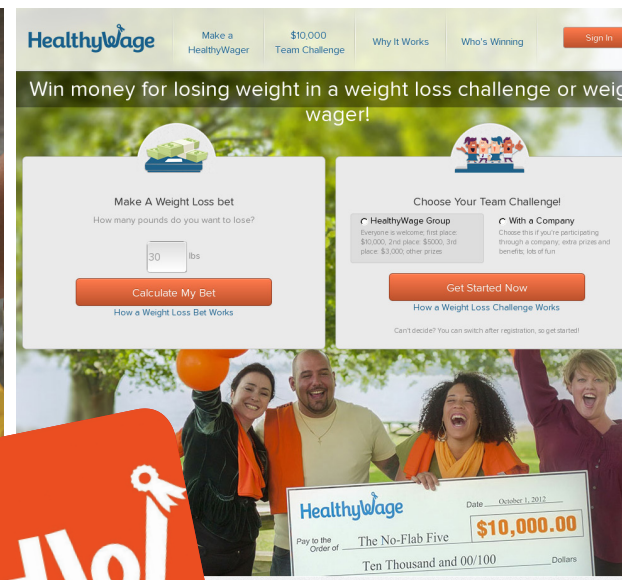 HealthyWage
Make a
HealthyWager
$10,000
Team Challenge
Why It Works
Who's Winning
Sign In
Win money for losing weight in a weight loss challenge or
wager!
Make A Weight Loss bet
How many pounds do you want to lose?
30 lbs
Calculate My Bet
How a Weight Loss Bet Works
Choose Your Team Challenge!
HealthyWage Group
Everyone is welcome; first place:
$10,000, 2nd place: $5000, 3rd
place: $3,000; other prizes
With a Company
Choose this if you're participating
through a company, extra prizes and
benefits; lots of fun
Get Started Now
How a Weight Loss Challenge Works
Can't decide? You can switch after registration, so get started!
HealthyWage
Date October 1, 2012
Pay to the
Order of The No-Flab Five
$10,000.00
Ten Thousand and 00/100 Dollars